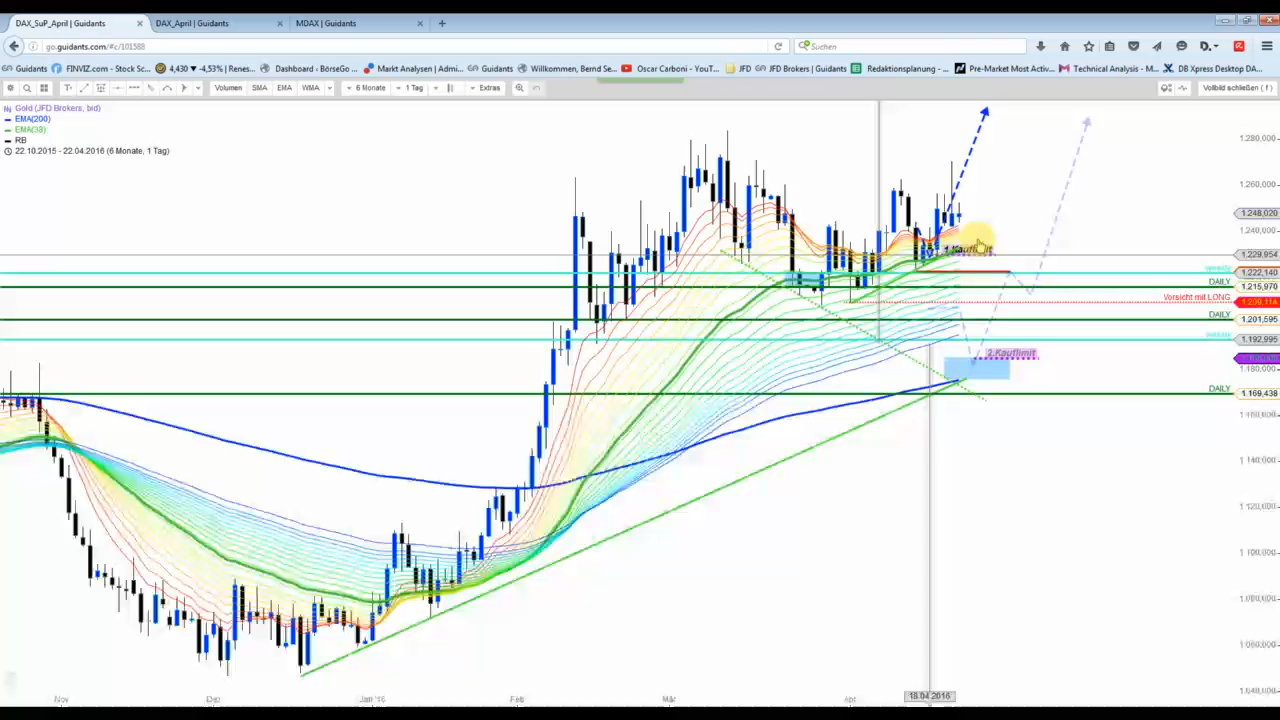 DAX_SuP_April | Guidants
DAX_April | Guidants
MDAX | Guidants
go.guidants.com/#c/101588
Suchen
Guidants
FINVIZ.com - Stock Sc...
4,430 ▼ -4,53% | Renes...
Dashboard ‹ BörseGo ...
Markt Analysen | Admi...
Guidants
Willkommen, Bernd Se...
Oscar Carboni - YouT...
JFD
JFD Brokers | Guidants
Redaktionsplanung - ...
Pre-Market Most Activ...
Technical Analysis - M...
DB Xpress Desktop DA...
Volumen
SMA
EMA
WMA
6 Monate
1 Tag
Extras
Vollbild schließen ( f )
Gold (JFD Brokers, bid)
EMA(200)
EMA(38)
RB
22.10.2015 - 22.04.2016 (6 Monate, 1 Tag)
1.280,000
1.260,000
1.248,020
1.240,000
1.Kauflimit
1.229,954
weekly
1.222,140
DAILY
1.215,970
Vorsicht mit LONG
DAILY
1.201,595
weekly
1.192,995
2.Kauflimit
1.180,000
DAILY
1.169,438
1.140,000
1.120,000
1.100,000
1.080,000
1.060,000
1.040,000
Nov
Dez
Jan '16
Feb
Mär
Apr
18.04.2016